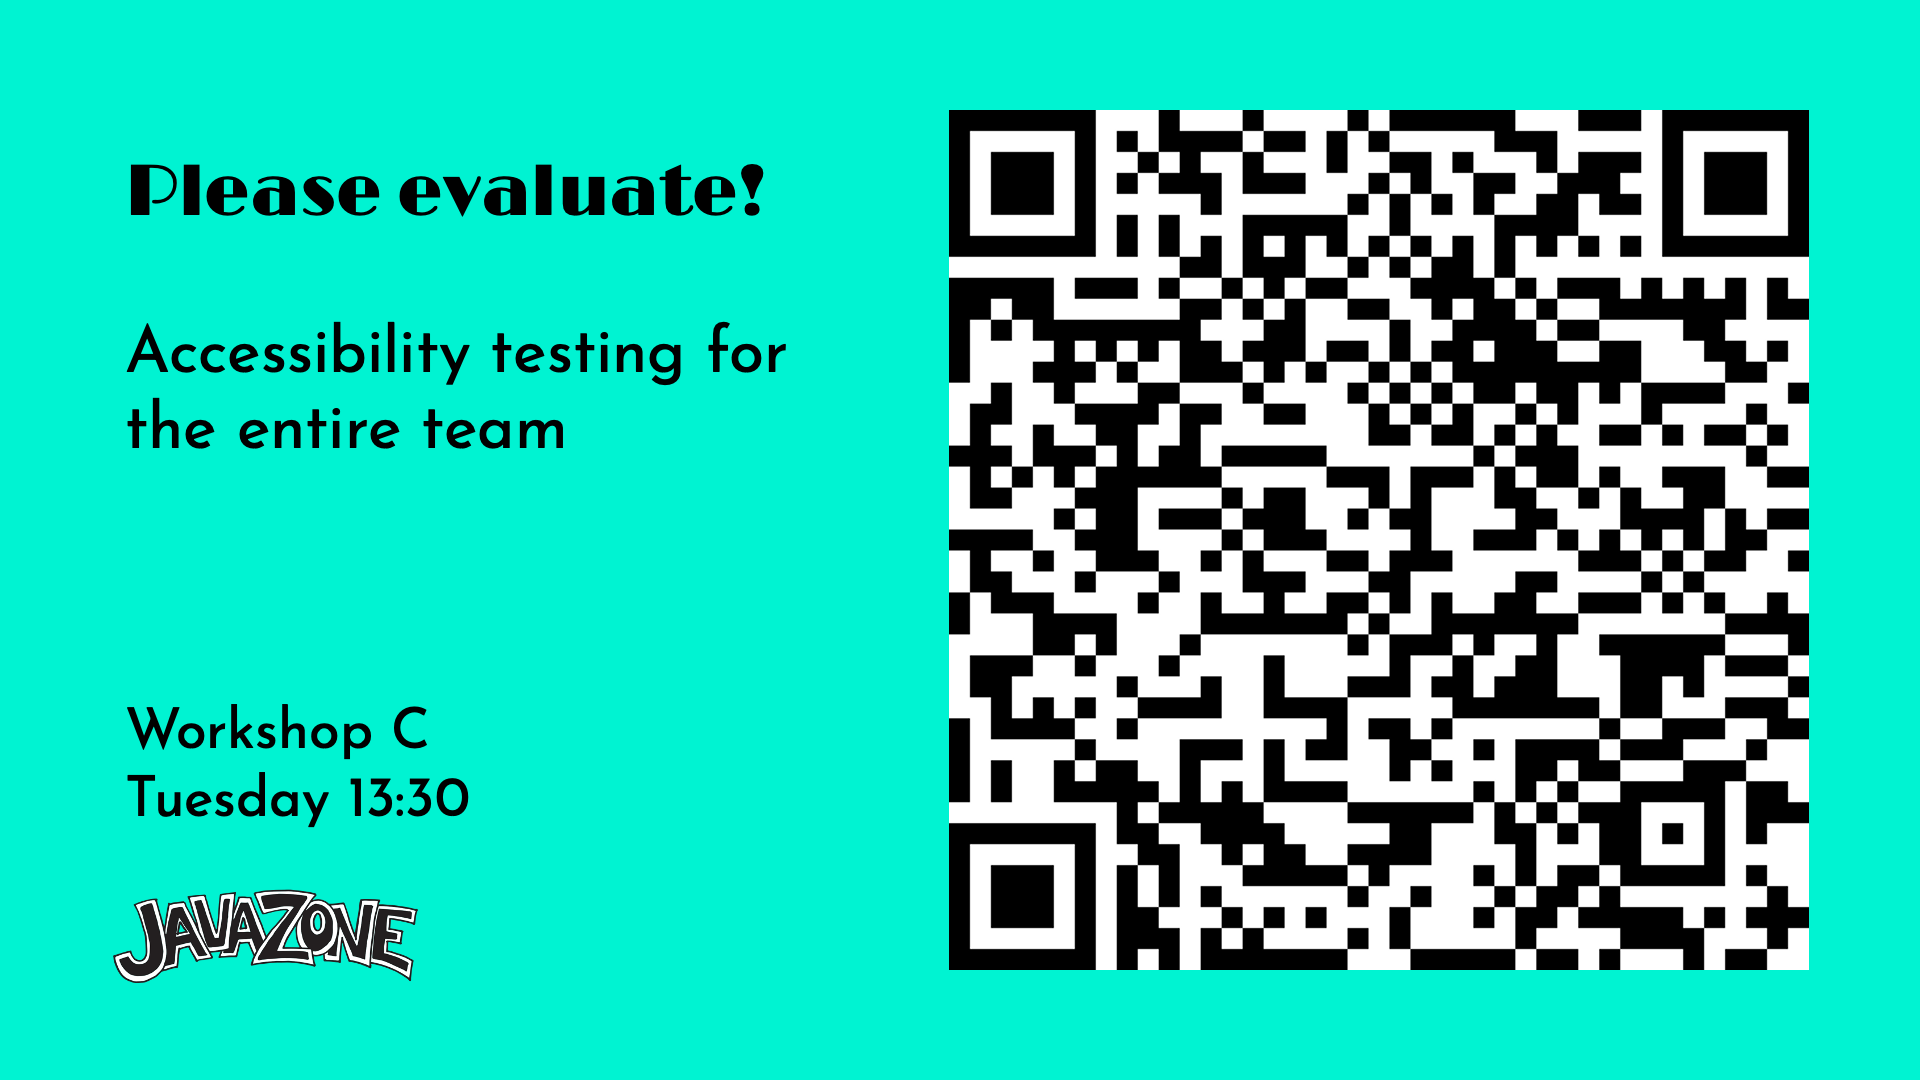 Please evaluate!
Accessibility testing for
the entire team
Workshop C
Tuesday 13:30
JAVAZONE